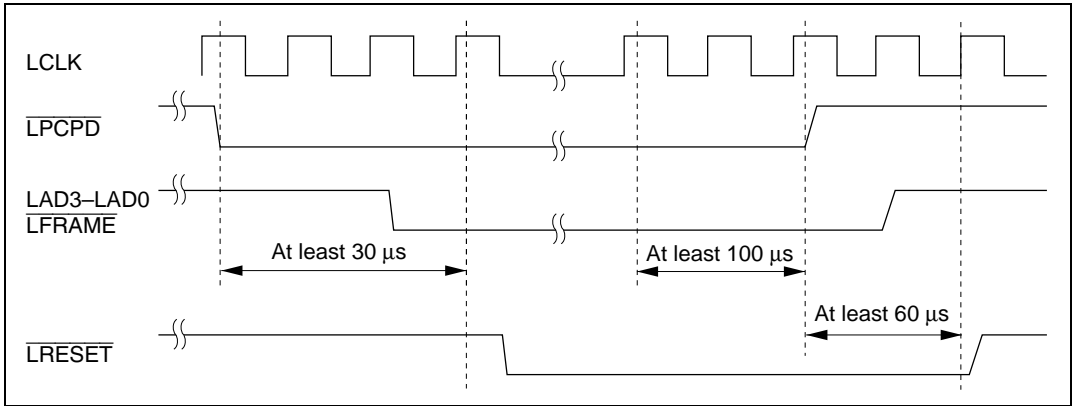 LCLK
LPCPD
LAD3–LAD0
LFRAME
At least 30 μs
At least 100 μs
At least 60 μs
LRESET